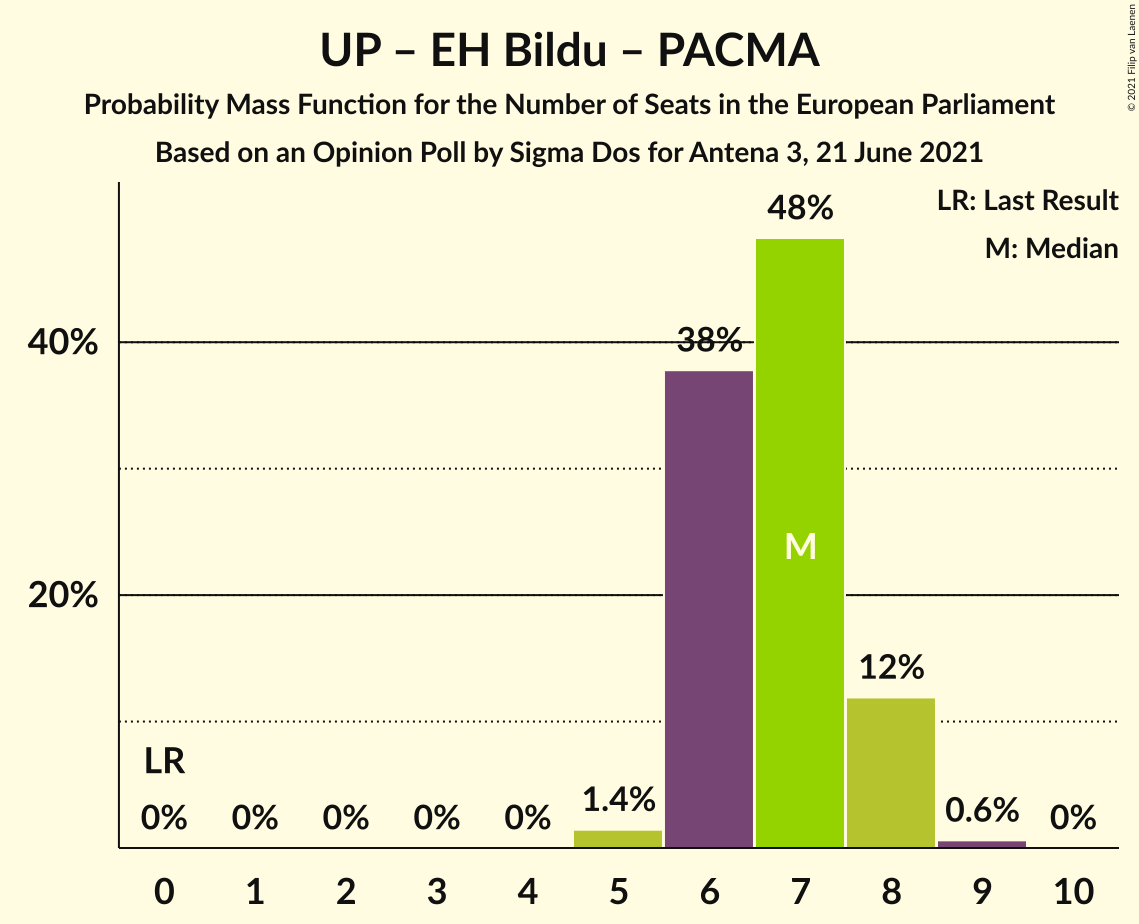 UP – EH Bildu – PACMA
Probability Mass Function for the Number of Seats in the European Parliament
Based on an Opinion Poll by Sigma Dos for Antena 3, 21 June 2021
© 2021 Filip van Laenen
LR: Last Result
M: Median
48%
40%
38%
M
20%
12%
LR
0% 0% 0% 0% 0% 1.4% 0.6% 0%
0 1 2 3 4 5 6 7 8 9 10